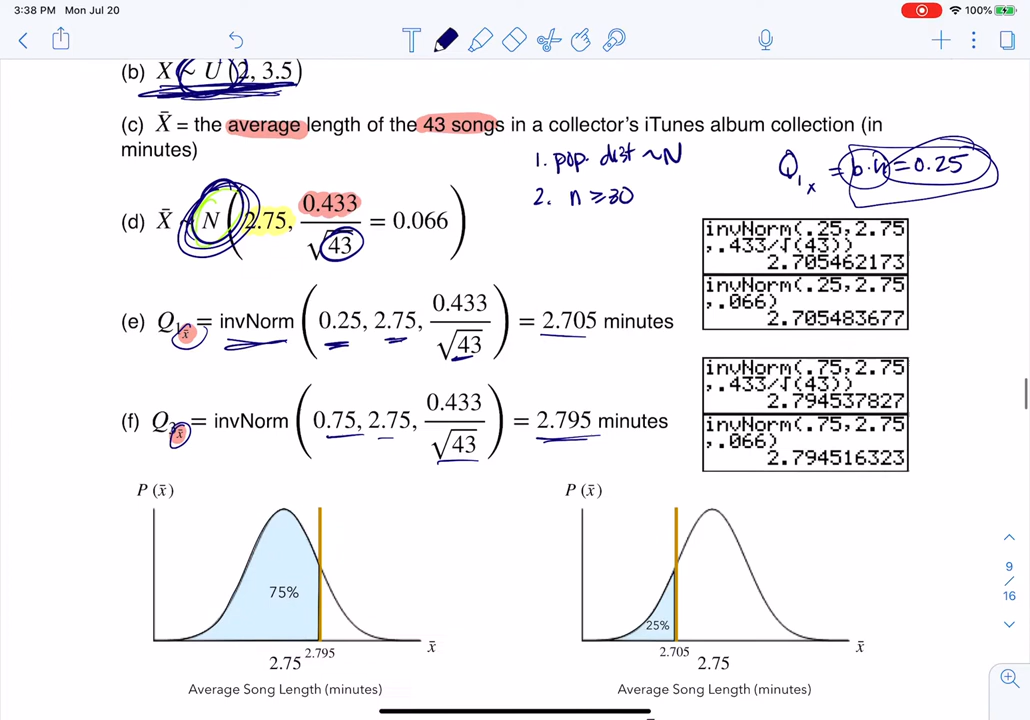 3:38 PM Mon Jul 20
100%
(b) X ~ U (2, 3.5)
(c) X̄ = the average length of the 43 songs in a collector's iTunes album collection (in
minutes)
1. pop. dist ~N
2. n ≥30
Q₁ₓ = b·h = 0.25
(d) X̄ ~ N (2.75, 0.433/√43 = 0.066)
(e) Q₁x̄ = invNorm (0.25, 2.75, 0.433/√43) = 2.705 minutes
(f) Q₃x̄ = invNorm (0.75, 2.75, 0.433/√43) = 2.795 minutes
invNorm(.25,2.75
,.433/√(43))
2.705462173
invNorm(.25,2.75
,.066)
2.705483677
invNorm(.75,2.75
,.433/√(43))
2.794537827
invNorm(.75,2.75
,.066)
2.794516323
P (x̄)
75%
2.75
2.795
x̄
Average Song Length (minutes)
P (x̄)
25%
2.705
2.75
x̄
Average Song Length (minutes)
9
/
16